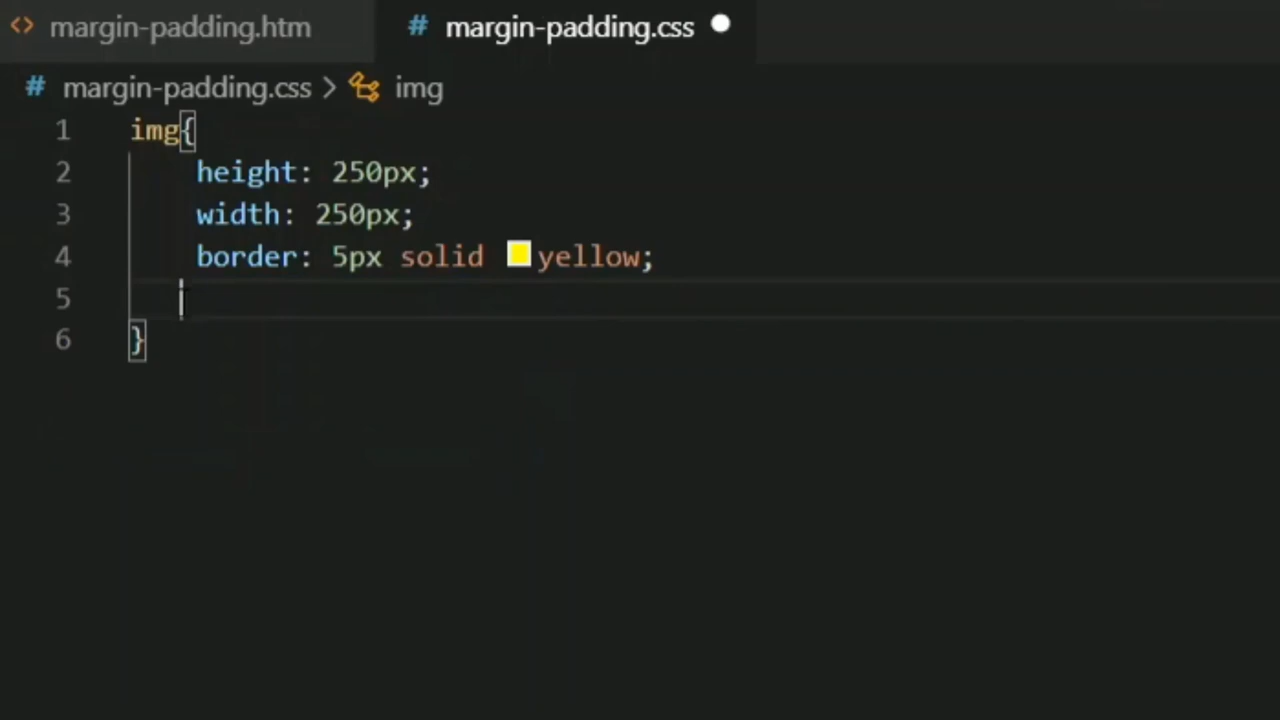 margin-padding.htm
# margin-padding.css
# margin-padding.css > img
1 img{
2 height: 250px;
3 width: 250px;
4 border: 5px solid yellow;
5
6 }